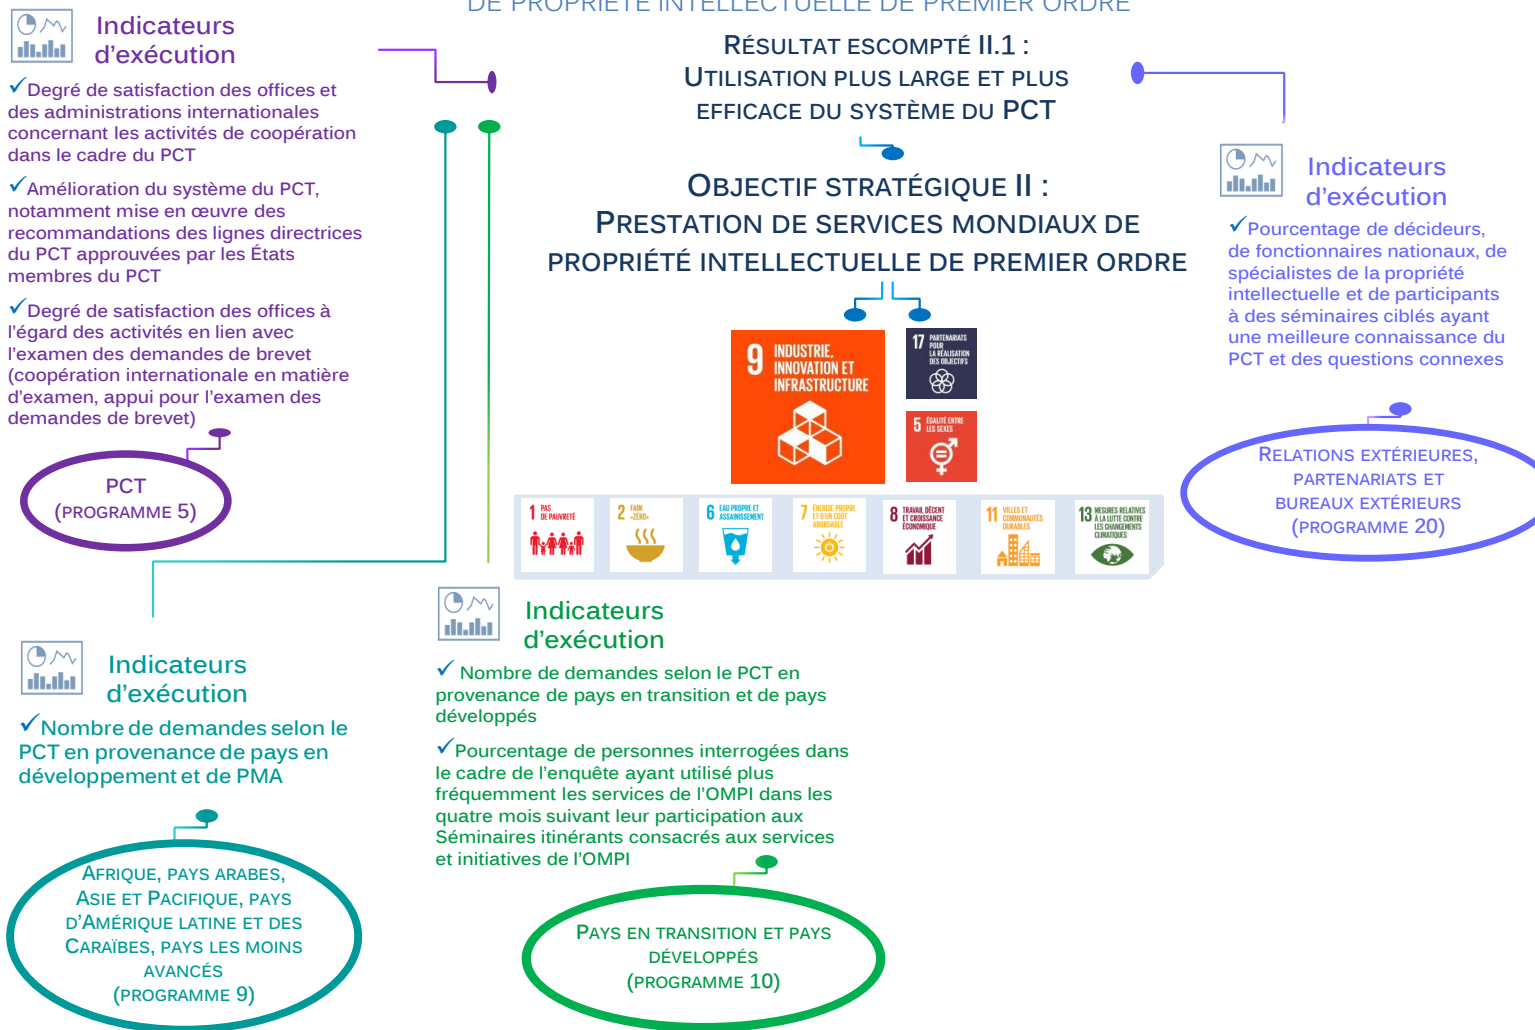 DE PROPRIÉTÉ INTELLECTUELLE DE PREMIER ORDRE
Indicateurs
d’exécution
✓Degré de satisfaction des offices et
des administrations internationales
concernant les activités de coopération
dans le cadre du PCT
✓Amélioration du système du PCT,
notamment mise en œuvre des
recommandations des lignes directrices
du PCT approuvées par les États
membres du PCT
✓Degré de satisfaction des offices à
l’égard des activités en lien avec
l’examen des demandes de brevet
(coopération internationale en matière
d’examen, appui pour l’examen des
demandes de brevet)
PCT
(PROGRAMME 5)
RÉSULTAT ESCOMPTÉ II.1 :
UTILISATION PLUS LARGE ET PLUS
EFFICACE DU SYSTÈME DU PCT
OBJECTIF STRATÉGIQUE II :
PRESTATION DE SERVICES MONDIAUX DE
PROPRIÉTÉ INTELLECTUELLE DE PREMIER ORDRE
9 INDUSTRIE,
INNOVATION ET
INFRASTRUCTURE
17 PARTENARIATS
POUR
LA RÉALISATION
DES OBJECTIFS
5 ÉGALITÉ ENTRE
LES SEXES
1 PAS
DE PAUVRETÉ
2 FAIM
«ZÉRO»
6 EAU PROPRE ET
ASSAINISSEMENT
7 ÉNERGIE PROPRE
ET D'UN COÛT
ABORDABLE
8 TRAVAIL DÉCENT
ET CROISSANCE
ÉCONOMIQUE
11 VILLES ET
COMMUNAUTÉS
DURABLES
13 MESURES RELATIVES
À LA LUTTE CONTRE
LES CHANGEMENTS
CLIMATIQUES
Indicateurs
d’exécution
✓Pourcentage de décideurs,
de fonctionnaires nationaux, de
spécialistes de la propriété
intellectuelle et de participants
à des séminaires ciblés ayant
une meilleure connaissance du
PCT et des questions connexes
RELATIONS EXTÉRIEURES,
PARTENARIATS ET
BUREAUX EXTÉRIEURS
(PROGRAMME 20)
Indicateurs
d’exécution
✓Nombre de demandes selon le
PCT en provenance de pays en
développement et de PMA
AFRIQUE, PAYS ARABES,
ASIE ET PACIFIQUE, PAYS
D’AMÉRIQUE LATINE ET DES
CARAÏBES, PAYS LES MOINS
AVANCÉS
(PROGRAMME 9)
Indicateurs
d’exécution
✓ Nombre de demandes selon le PCT en
provenance de pays en transition et de pays
développés
✓Pourcentage de personnes interrogées dans
le cadre de l’enquête ayant utilisé plus
fréquemment les services de l’OMPI dans les
quatre mois suivant leur participation aux
Séminaires itinérants consacrés aux services
et initiatives de l’OMPI
PAYS EN TRANSITION ET PAYS
DÉVELOPPÉS
(PROGRAMME 10)